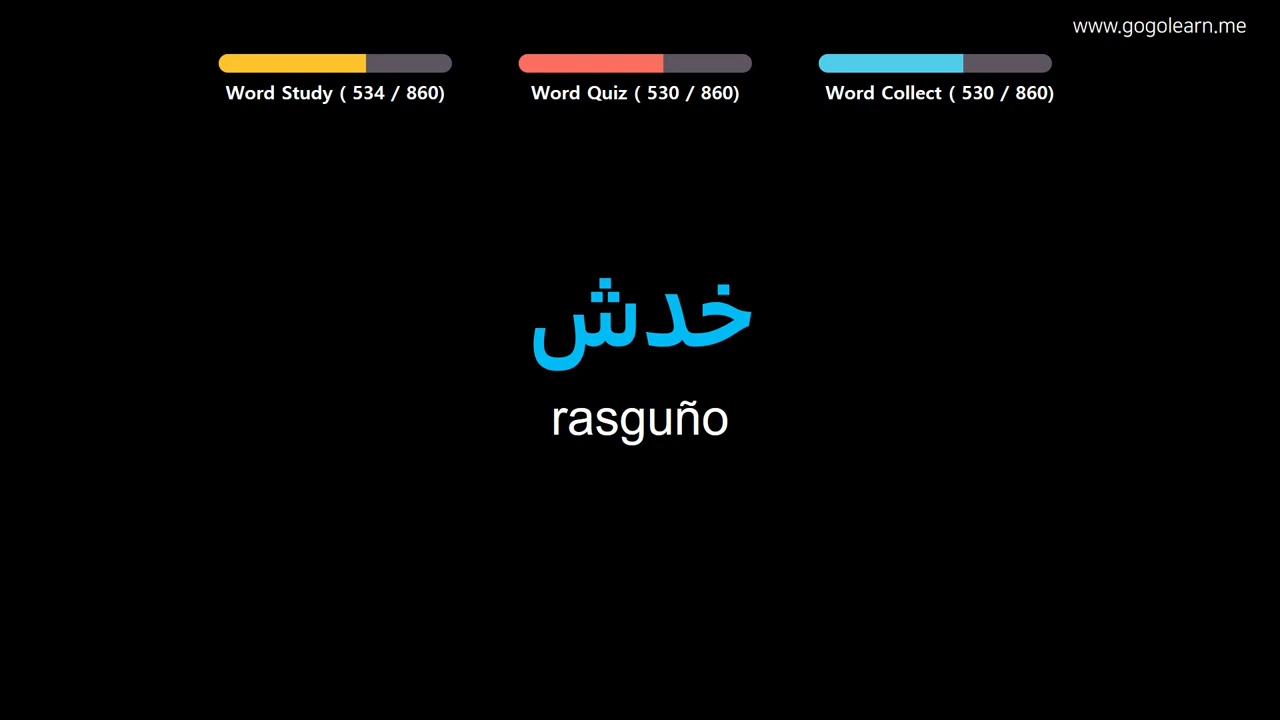 www.gogolearn.me
Word Study ( 534 / 860)
Word Quiz ( 530 / 860)
Word Collect ( 530 / 860)
خدش
rasguño